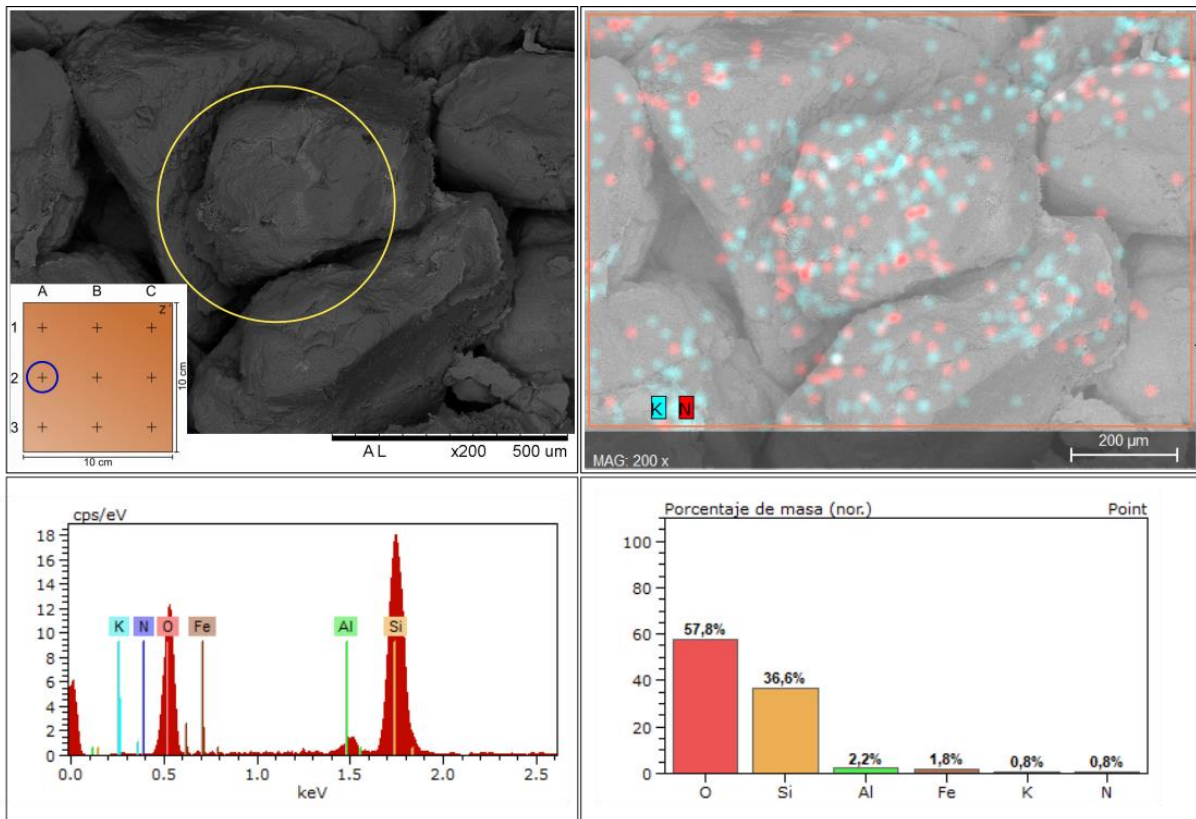 A B C
Z
1
2
3
10 cm
10 cm
AL x200 500 um
K N
MAG: 200 x
200 µm
cps/eV
18
16
14
12
10
8
6
4
2
0
K N O Fe Al Si
0.0 0.5 1.0 1.5 2.0 2.5
keV
Porcentaje de masa (nor.) Point
100
80
60
40
20
0
57,8%
36,6%
2,2%
1,8%
0,8%
0,8%
O Si Al Fe K N